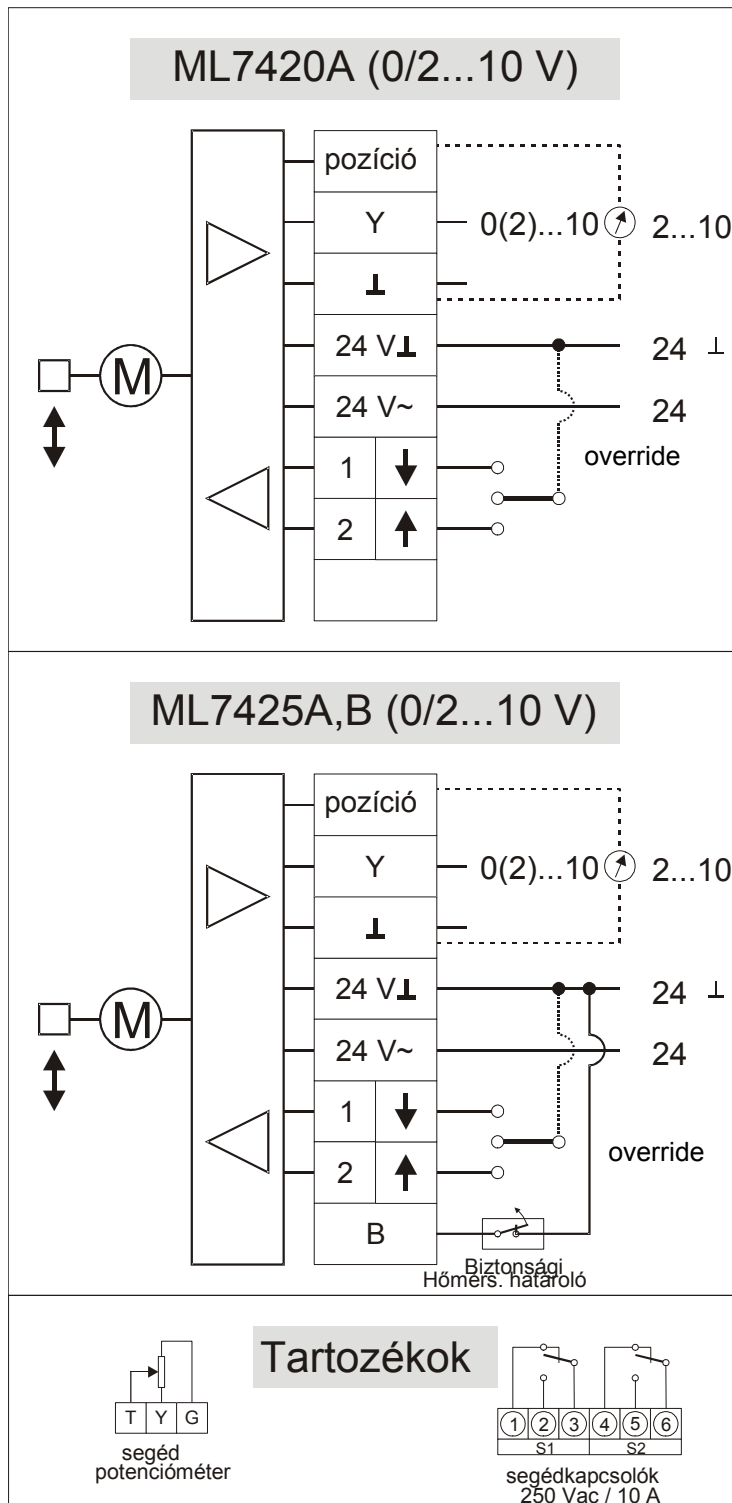 ML7420A (0/2...10 V)
pozíció
Y 0(2)...10 2...10
⊥
24 V⊥ 24 ⊥
24 V~ 24
override
1
2
M
ML7425A,B (0/2...10 V)
pozíció
Y 0(2)...10 2...10
⊥
24 V⊥ 24 ⊥
24 V~ 24
1
2
override
B
M
Biztonsági
Hőmérs. határoló
Tartozékok
T Y G
segéd
potencióméter
1 2 3 4 5 6
S1 S2
segédkapcsolók
250 Vac / 10 A